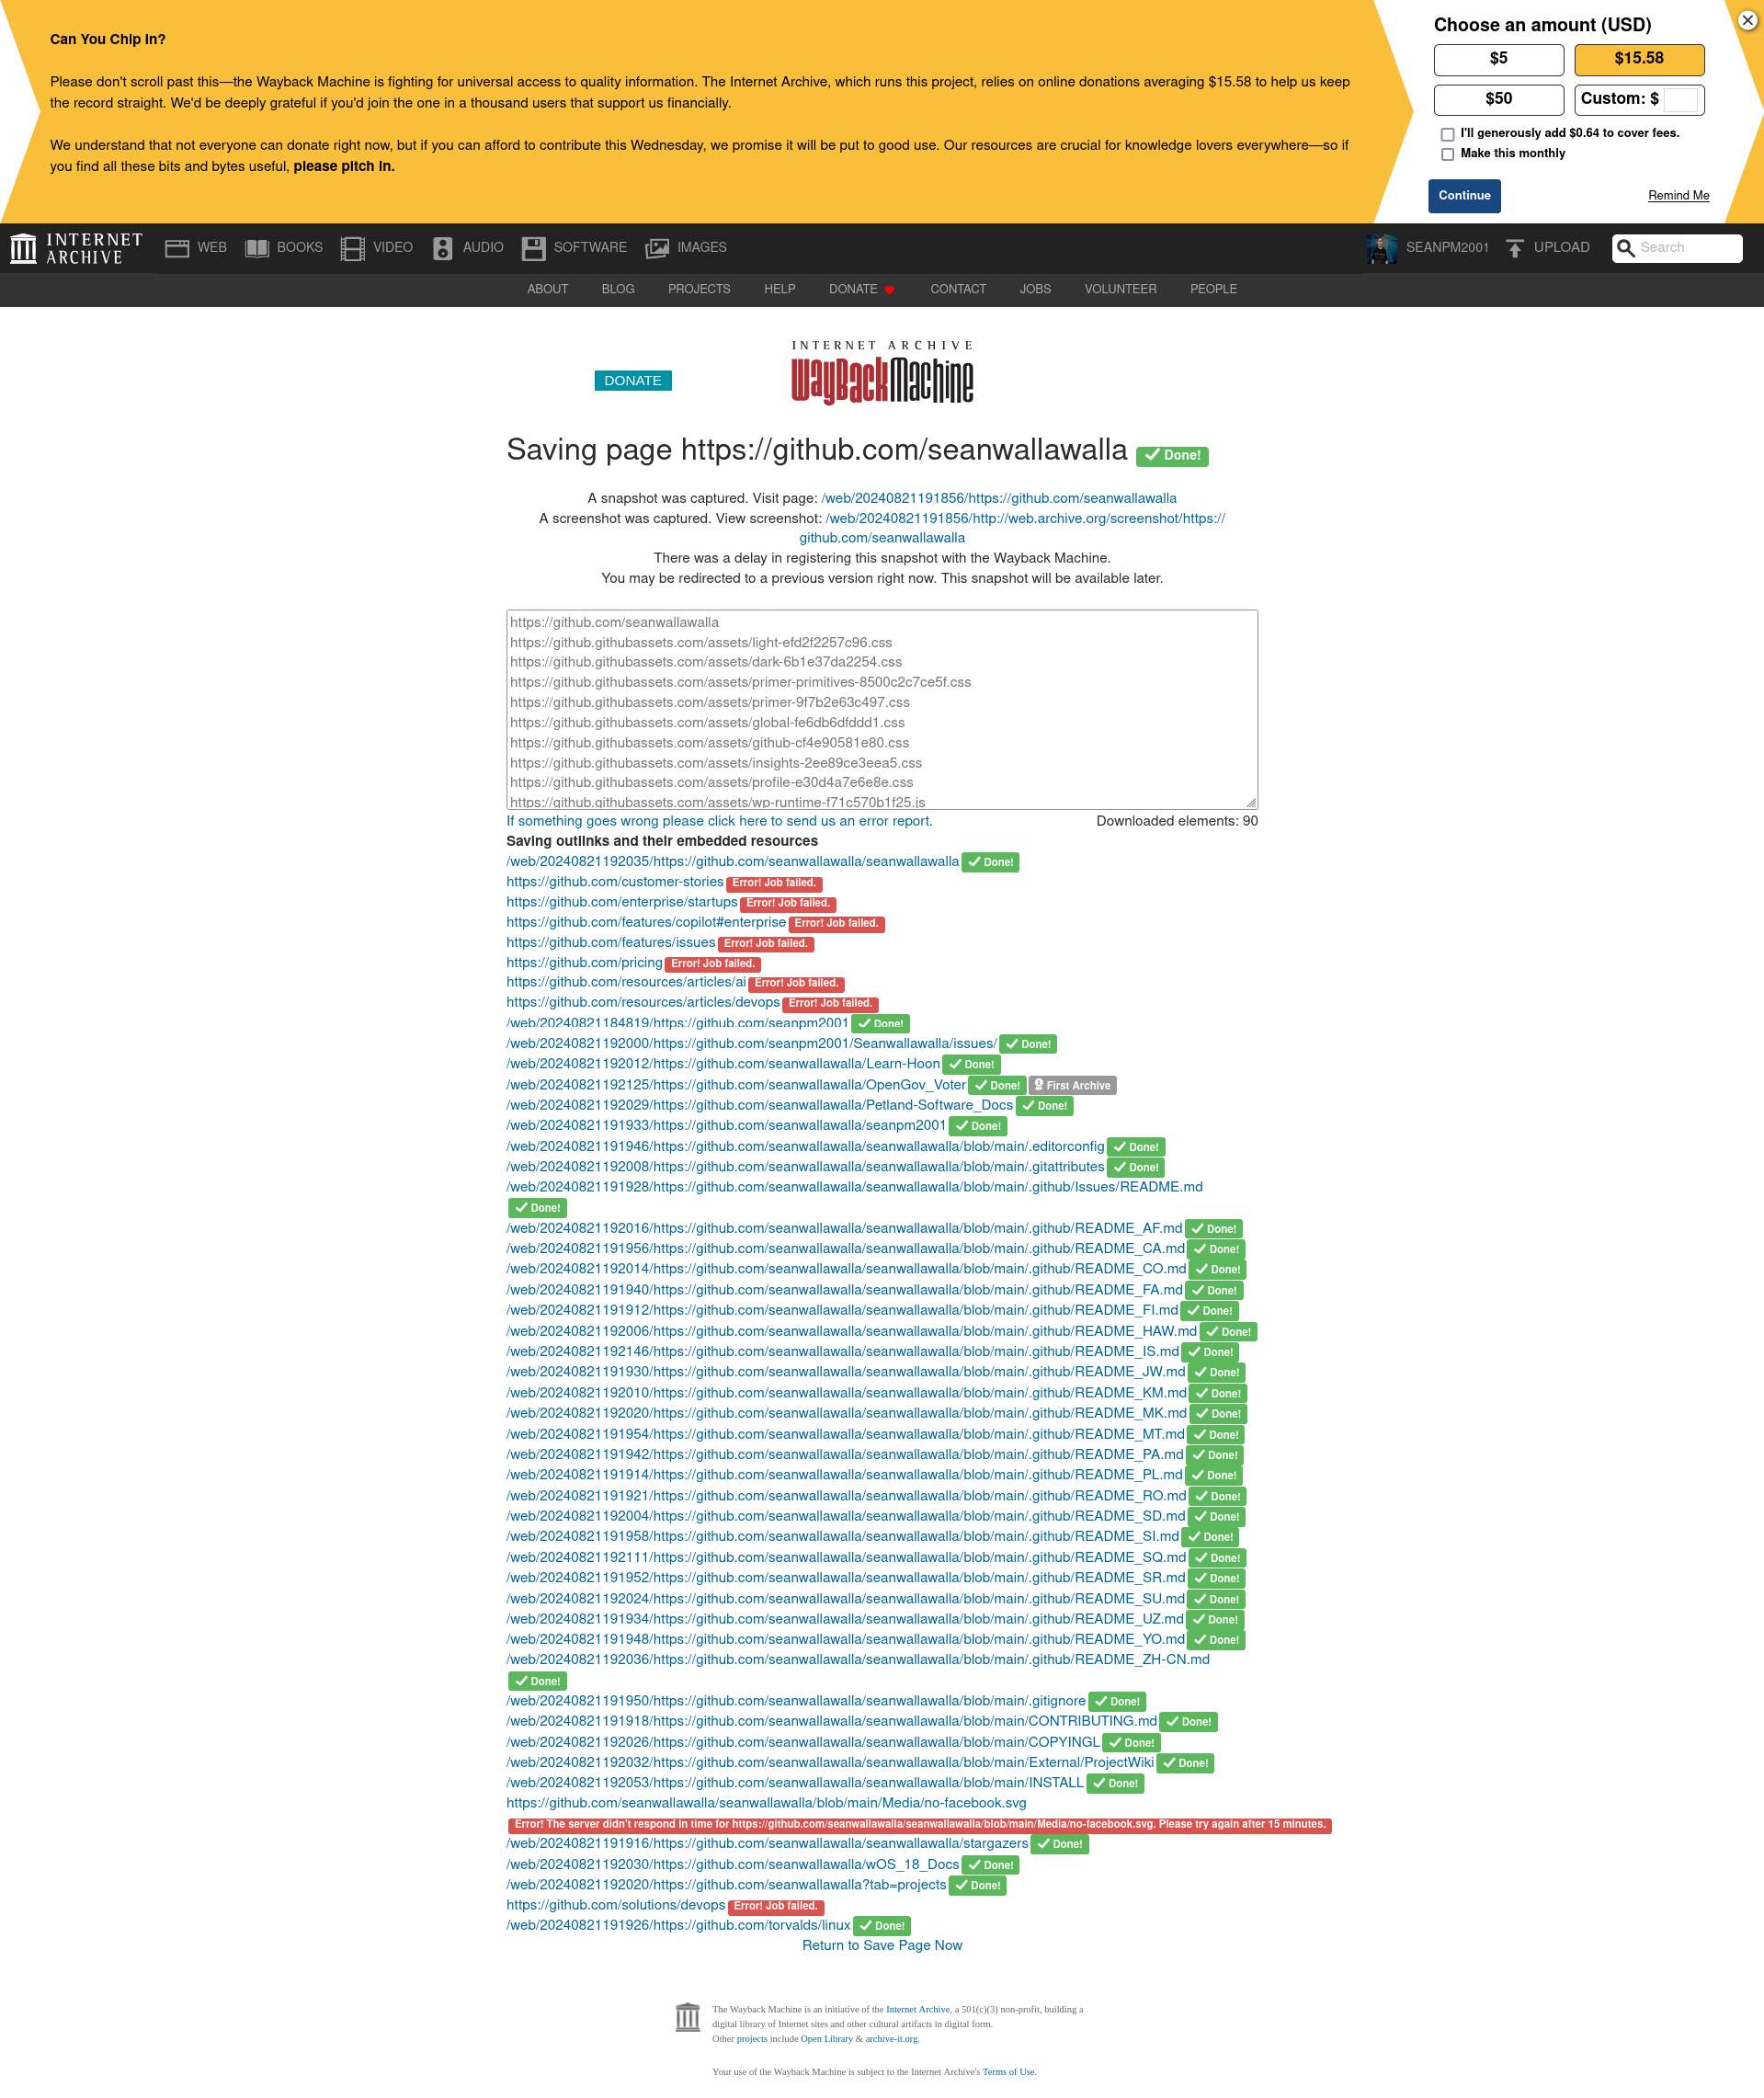 Can You Chip In?
Please don't scroll past this—the Wayback Machine is fighting for universal access to quality information. The Internet Archive, which runs this project, relies on online donations averaging $15.58 to help us keep
the record straight. We'd be deeply grateful if you'd join the one in a thousand users that support us financially.
We understand that not everyone can donate right now, but if you can afford to contribute this Wednesday, we promise it will be put to good use. Our resources are crucial for knowledge lovers everywhere—so if
you find all these bits and bytes useful, please pitch in.
Choose an amount (USD)
$5
$15.58
$50
Custom: $
I'll generously add $0.64 to cover fees.
Make this monthly
Continue
Remind Me
INTERNET
ARCHIVE
WEB
BOOKS
VIDEO
AUDIO
SOFTWARE
IMAGES
SEANPM2001
UPLOAD
Search
ABOUT
BLOG
PROJECTS
HELP
DONATE
CONTACT
JOBS
VOLUNTEER
PEOPLE
DONATE
INTERNET ARCHIVE
WayBackMachine
Saving page https://github.com/seanwallawalla Done!
A snapshot was captured. Visit page: /web/20240821191856/https://github.com/seanwallawalla
A screenshot was captured. View screenshot: /web/20240821191856/http://web.archive.org/screenshot/https://
github.com/seanwallawalla
There was a delay in registering this snapshot with the Wayback Machine.
You may be redirected to a previous version right now. This snapshot will be available later.
https://github.com/seanwallawalla
https://github.githubassets.com/assets/light-efd2f2257c96.css
https://github.githubassets.com/assets/dark-6b1e37da2254.css
https://github.githubassets.com/assets/primer-primitives-8500c2c7ce5f.css
https://github.githubassets.com/assets/primer-9f7b2e63c497.css
https://github.githubassets.com/assets/global-fe6db6dfddd1.css
https://github.githubassets.com/assets/github-cf4e90581e80.css
https://github.githubassets.com/assets/insights-2ee89ce3eea5.css
https://github.githubassets.com/assets/profile-e30d4a7e6e8e.css
https://github.githubassets.com/assets/wp-runtime-f71c570b1f25.js
If something goes wrong please click here to send us an error report.
Downloaded elements: 90
Saving outlinks and their embedded resources
/web/20240821192035/https://github.com/seanwallawalla/seanwallawalla Done!
https://github.com/customer-stories Error! Job failed.
https://github.com/enterprise/startups Error! Job failed.
https://github.com/features/copilot#enterprise Error! Job failed.
https://github.com/features/issues Error! Job failed.
https://github.com/pricing Error! Job failed.
https://github.com/resources/articles/ai Error! Job failed.
https://github.com/resources/articles/devops Error! Job failed.
/web/20240821184819/https://github.com/seanpm2001 Done!
/web/20240821192000/https://github.com/seanpm2001/Seanwallawalla/issues/ Done!
/web/20240821192012/https://github.com/seanwallawalla/Learn-Hoon Done!
/web/20240821192125/https://github.com/seanwallawalla/OpenGov_Voter Done! First Archive
/web/20240821192029/https://github.com/seanwallawalla/Petland-Software_Docs Done!
/web/20240821191933/https://github.com/seanwallawalla/seanpm2001 Done!
/web/20240821191946/https://github.com/seanwallawalla/seanwallawalla/blob/main/.editorconfig Done!
/web/20240821192008/https://github.com/seanwallawalla/seanwallawalla/blob/main/.gitattributes Done!
/web/20240821191928/https://github.com/seanwallawalla/seanwallawalla/blob/main/.github/Issues/README.md
Done!
/web/20240821192016/https://github.com/seanwallawalla/seanwallawalla/blob/main/.github/README_AF.md Done!
/web/20240821191956/https://github.com/seanwallawalla/seanwallawalla/blob/main/.github/README_CA.md Done!
/web/20240821192014/https://github.com/seanwallawalla/seanwallawalla/blob/main/.github/README_CO.md Done!
/web/20240821191940/https://github.com/seanwallawalla/seanwallawalla/blob/main/.github/README_FA.md Done!
/web/20240821191912/https://github.com/seanwallawalla/seanwallawalla/blob/main/.github/README_FI.md Done!
/web/20240821192006/https://github.com/seanwallawalla/seanwallawalla/blob/main/.github/README_HAW.md Done!
/web/20240821192146/https://github.com/seanwallawalla/seanwallawalla/blob/main/.github/README_IS.md Done!
/web/20240821191930/https://github.com/seanwallawalla/seanwallawalla/blob/main/.github/README_JW.md Done!
/web/20240821192010/https://github.com/seanwallawalla/seanwallawalla/blob/main/.github/README_KM.md Done!
/web/20240821192020/https://github.com/seanwallawalla/seanwallawalla/blob/main/.github/README_MK.md Done!
/web/20240821191954/https://github.com/seanwallawalla/seanwallawalla/blob/main/.github/README_MT.md Done!
/web/20240821191942/https://github.com/seanwallawalla/seanwallawalla/blob/main/.github/README_PA.md Done!
/web/20240821191914/https://github.com/seanwallawalla/seanwallawalla/blob/main/.github/README_PL.md Done!
/web/20240821191921/https://github.com/seanwallawalla/seanwallawalla/blob/main/.github/README_RO.md Done!
/web/20240821192004/https://github.com/seanwallawalla/seanwallawalla/blob/main/.github/README_SD.md Done!
/web/20240821191958/https://github.com/seanwallawalla/seanwallawalla/blob/main/.github/README_SI.md Done!
/web/20240821192111/https://github.com/seanwallawalla/seanwallawalla/blob/main/.github/README_SQ.md Done!
/web/20240821191952/https://github.com/seanwallawalla/seanwallawalla/blob/main/.github/README_SR.md Done!
/web/20240821192024/https://github.com/seanwallawalla/seanwallawalla/blob/main/.github/README_SU.md Done!
/web/20240821191934/https://github.com/seanwallawalla/seanwallawalla/blob/main/.github/README_UZ.md Done!
/web/20240821191948/https://github.com/seanwallawalla/seanwallawalla/blob/main/.github/README_YO.md Done!
/web/20240821192036/https://github.com/seanwallawalla/seanwallawalla/blob/main/.github/README_ZH-CN.md
Done!
/web/20240821191950/https://github.com/seanwallawalla/seanwallawalla/blob/main/.gitignore Done!
/web/20240821191918/https://github.com/seanwallawalla/seanwallawalla/blob/main/CONTRIBUTING.md Done!
/web/20240821192026/https://github.com/seanwallawalla/seanwallawalla/blob/main/COPYINGL Done!
/web/20240821192032/https://github.com/seanwallawalla/seanwallawalla/blob/main/External/ProjectWiki Done!
/web/20240821192053/https://github.com/seanwallawalla/seanwallawalla/blob/main/INSTALL Done!
https://github.com/seanwallawalla/seanwallawalla/blob/main/Media/no-facebook.svg
Error! The server didn't respond in time for https://github.com/seanwallawalla/seanwallawalla/blob/main/Media/no-facebook.svg. Please try again after 15 minutes.
/web/20240821191916/https://github.com/seanwallawalla/seanwallawalla/stargazers Done!
/web/20240821192030/https://github.com/seanwallawalla/wOS_18_Docs Done!
/web/20240821192020/https://github.com/seanwallawalla?tab=projects Done!
https://github.com/solutions/devops Error! Job failed.
/web/20240821191926/https://github.com/torvalds/linux Done!
Return to Save Page Now
The Wayback Machine is an initiative of the Internet Archive, a 501(c)(3) non-profit, building a
digital library of Internet sites and other cultural artifacts in digital form.
Other projects include Open Library & archive-it.org.
Your use of the Wayback Machine is subject to the Internet Archive's Terms of Use.